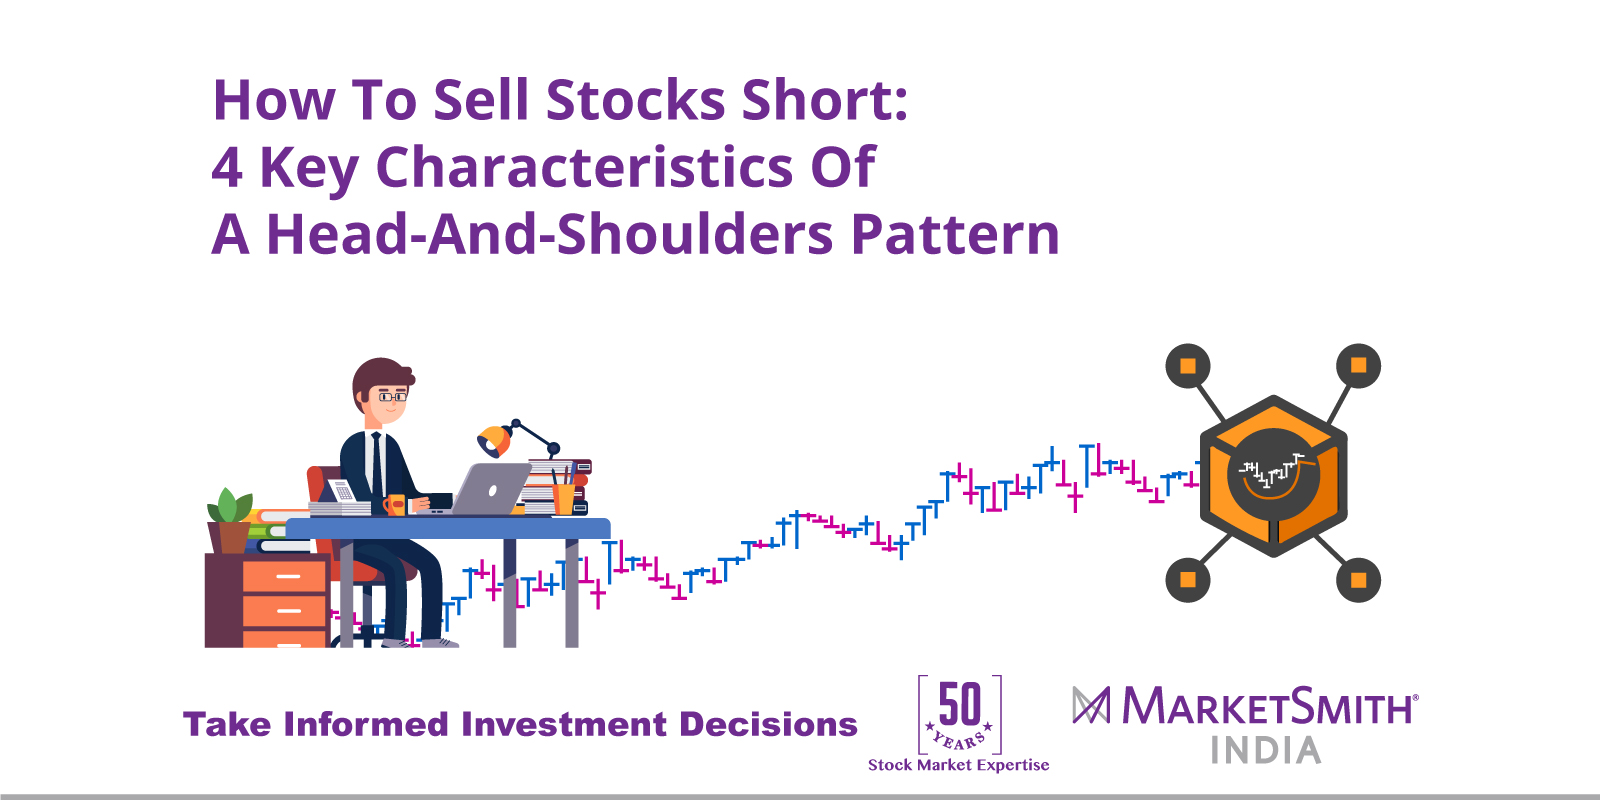 How To Sell Stocks Short:
4 Key Characteristics Of
A Head-And-Shoulders Pattern
Take Informed Investment Decisions
50
YEARS
Stock Market Expertise
MARKETSMITH®
INDIA